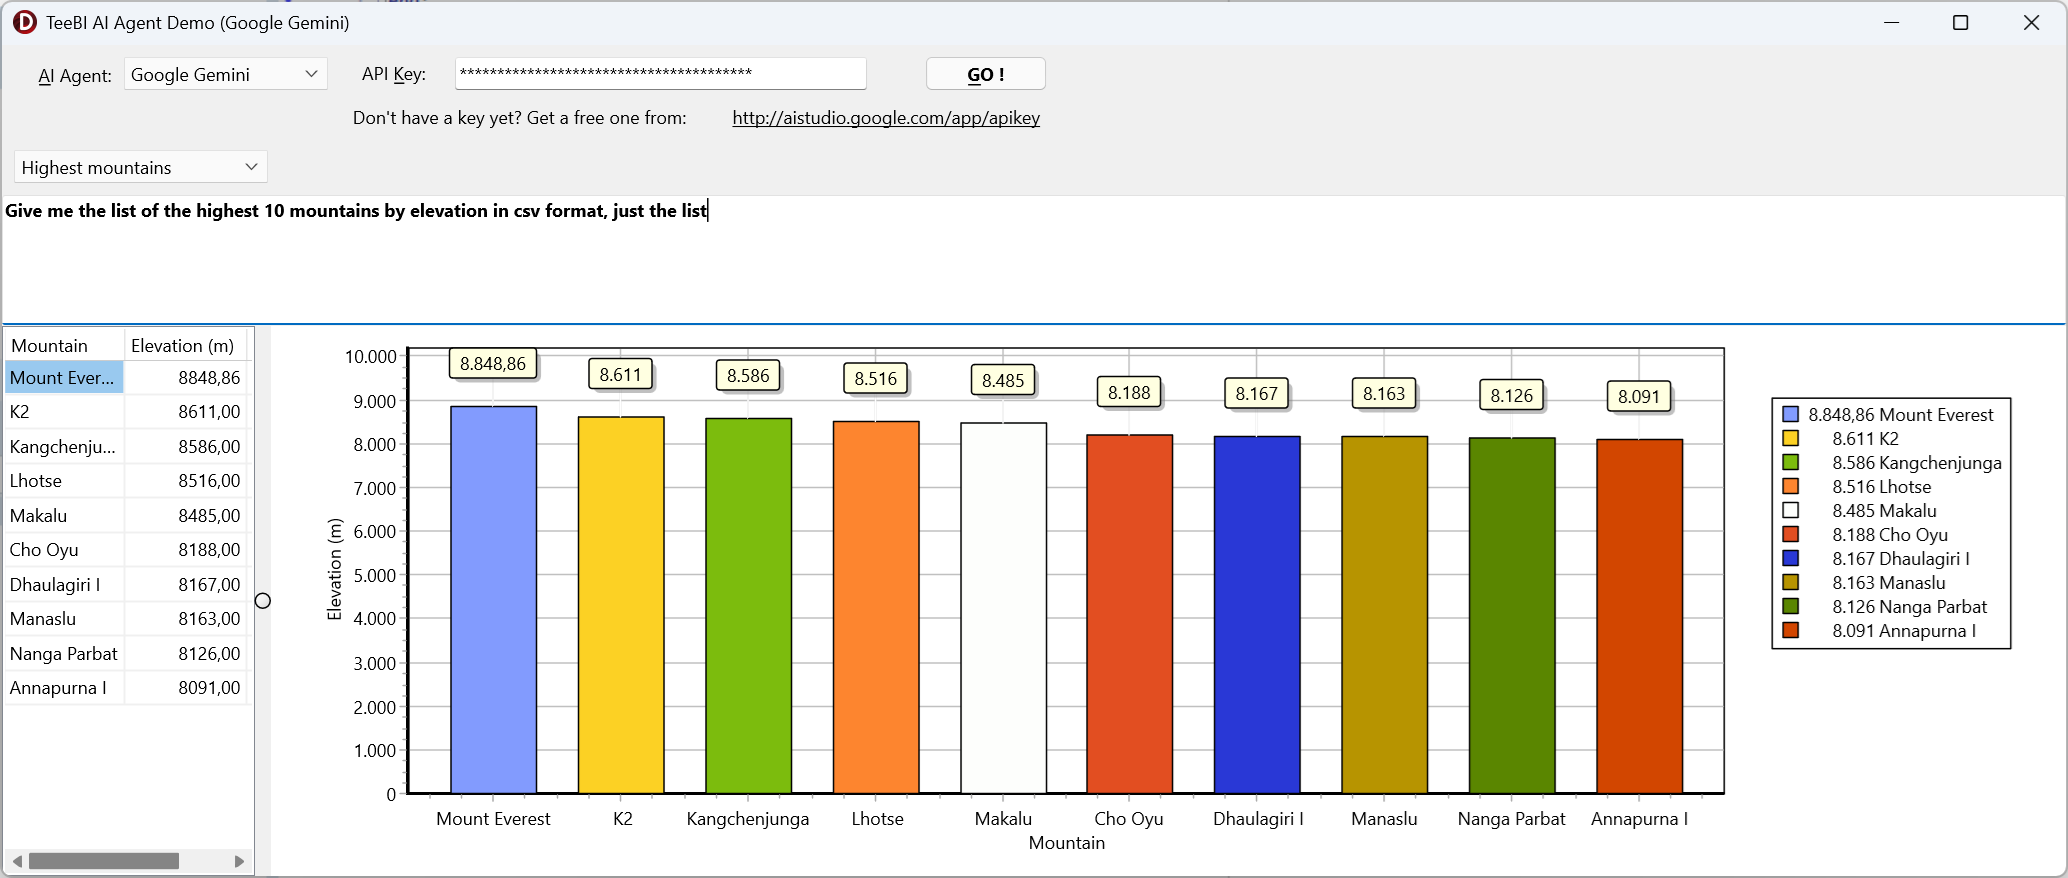 TeeBI AI Agent Demo (Google Gemini)
AI Agent: Google Gemini API Key: *************************************** GO !
Don't have a key yet? Get a free one from: http://aistudio.google.com/app/apikey
Highest mountains
Give me the list of the highest 10 mountains by elevation in csv format, just the list
Mountain Elevation (m)
Mount Ever... 8848,86
K2 8611,00
Kangchenju... 8586,00
Lhotse 8516,00
Makalu 8485,00
Cho Oyu 8188,00
Dhaulagiri I 8167,00
Manaslu 8163,00
Nanga Parbat 8126,00
Annapurna I 8091,00
Elevation (m)
10.000
9.000
8.000
7.000
6.000
5.000
4.000
3.000
2.000
1.000
0
8.848,86 8.611 8.586 8.516 8.485 8.188 8.167 8.163 8.126 8.091
Mount Everest K2 Kangchenjunga Lhotse Makalu Cho Oyu Dhaulagiri I Manaslu Nanga Parbat Annapurna I
Mountain
8.848,86 Mount Everest
8.611 K2
8.586 Kangchenjunga
8.516 Lhotse
8.485 Makalu
8.188 Cho Oyu
8.167 Dhaulagiri I
8.163 Manaslu
8.126 Nanga Parbat
8.091 Annapurna I